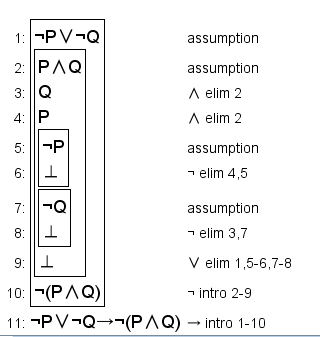 1: ¬P∨¬Q assumption
2: P∧Q assumption
3: Q ∧ elim 2
4: P ∧ elim 2
5: ¬P assumption
6: ⊥ ¬ elim 4,5
7: ¬Q assumption
8: ⊥ ¬ elim 3,7
9: ⊥ ∨ elim 1,5-6,7-8
10: ¬(P∧Q) ¬ intro 2-9
11: ¬P∨¬Q→¬(P∧Q) → intro 1-10